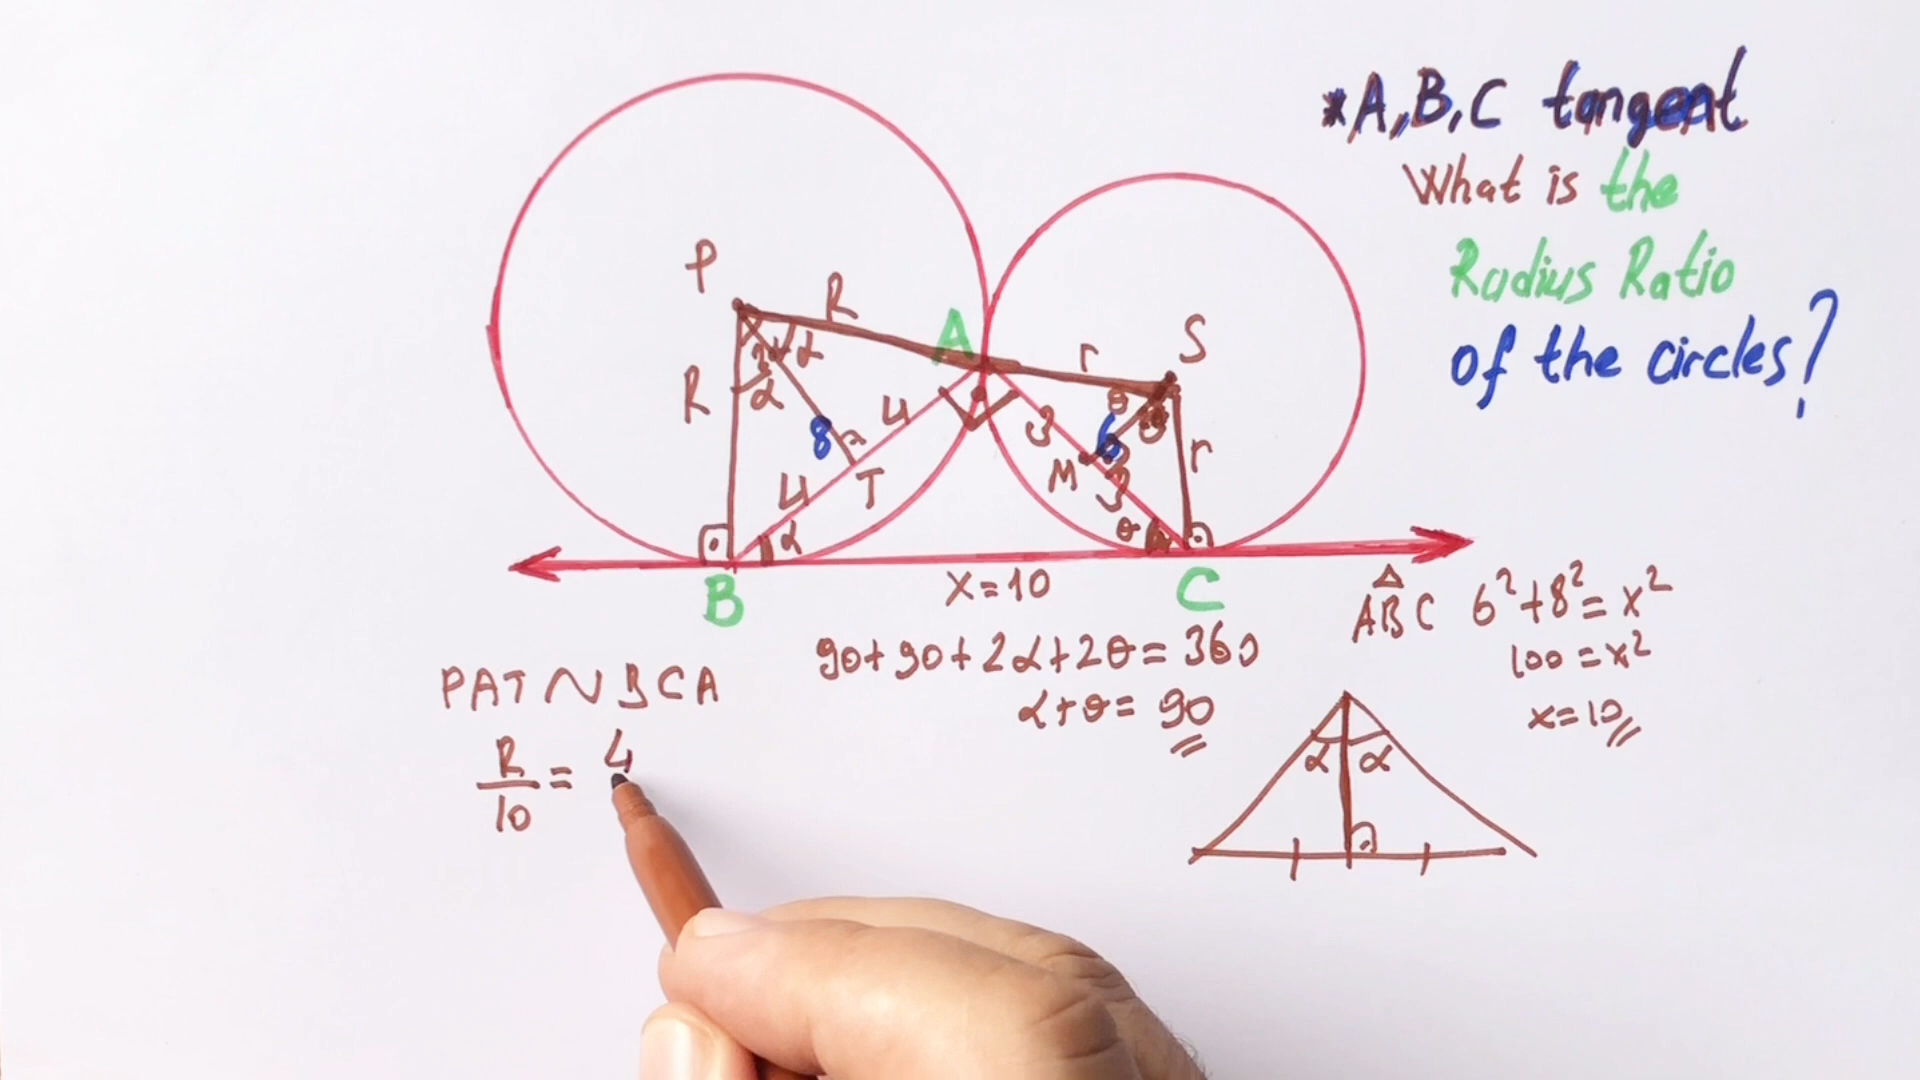 *A,B,C tangent
What is the
Radius Ratio
of the circles?
P
R
A
r
S
α
R
α
8
4
4
T
α
3
6
M
3
θ
θ
θ
r
B
x=10
C
ABC 6²+8²=x²
100=x²
x=10
90+90+2α+2θ=360
α+θ=90
PAT ~ BCA
R/10 = 4
α α